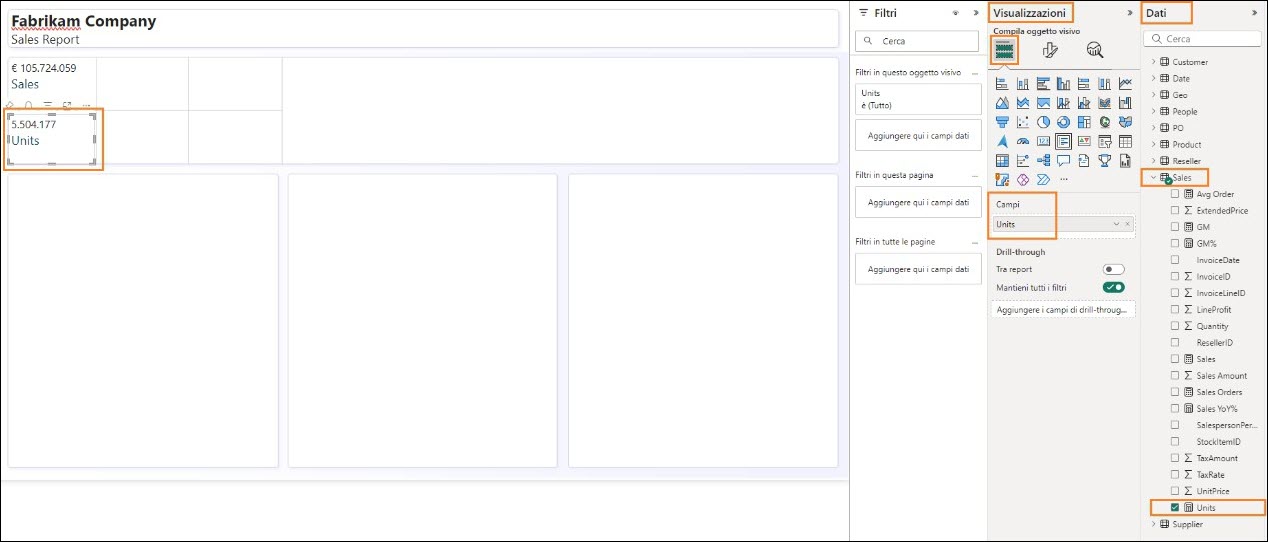 Fabrikam Company
Sales Report
€ 105.724.059
Sales
5.504.177
Units
Filtri
Cerca
Filtri in questo oggetto visivo
...
Units
è (Tutto)
Aggiungere qui i campi dati
Filtri in questa pagina
...
Aggiungere qui i campi dati
Filtri in tutte le pagine
...
Aggiungere qui i campi dati
Visualizzazioni
Compila oggetto visivo
123
...
Campi
Units
Drill-through
Tra report
Mantieni tutti i filtri
Aggiungere i campi di drill-throug...
Dati
Cerca
Customer
Date
Geo
People
PO
Product
Reseller
Sales
Avg Order
ExtendedPrice
GM
GM%
InvoiceDate
InvoiceID
InvoiceLineID
LineProfit
Quantity
ResellerID
Sales
Sales Amount
Sales Orders
Sales YoY%
SalespersonPer...
StockItemID
TaxAmount
TaxRate
UnitPrice
Units
Supplier